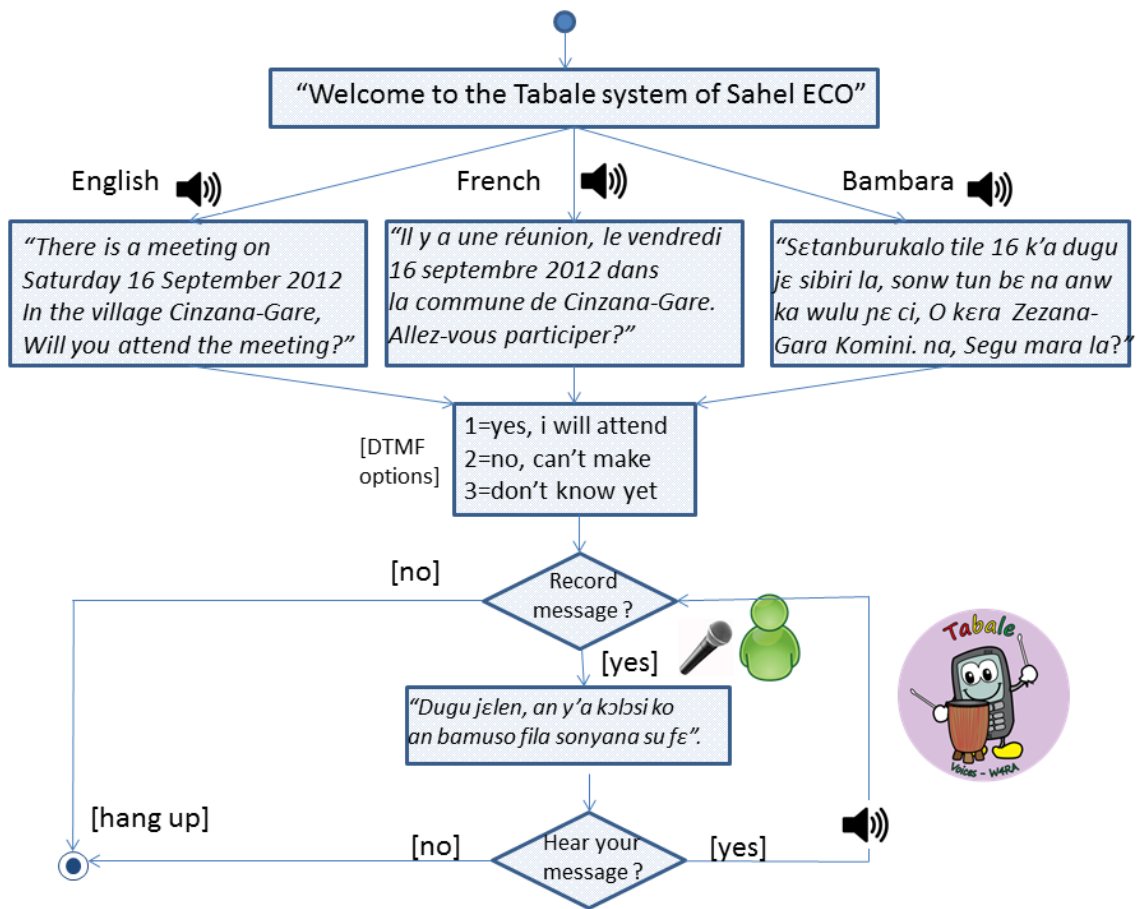 “Welcome to the Tabale system of Sahel ECO”
English
French
Bambara
“There is a meeting on
Saturday 16 September 2012
In the village Cinzana-Gare,
Will you attend the meeting?”
“Il y a une réunion, le vendredi
16 septembre 2012 dans
la commune de Cinzana-Gare.
Allez-vous participer?”
“Sɛtanburukalo tile 16 k’a dugu
jɛ sibiri la, sonw tun bɛ na anw
ka wulu ɲɛ ci, O kɛra Zezana-
Gara Komini. na, Segu mara la?”
[DTMF
options]
1=yes, i will attend
2=no, can’t make
3=don’t know yet
[no]
Record
message ?
[yes]
“Dugu jɛlen, an y’a kɔlɔsi ko
an bamuso fila sonyana su fɛ”.
Tabale
Voices - W4RA
[hang up]
[no]
Hear your
message ?
[yes]